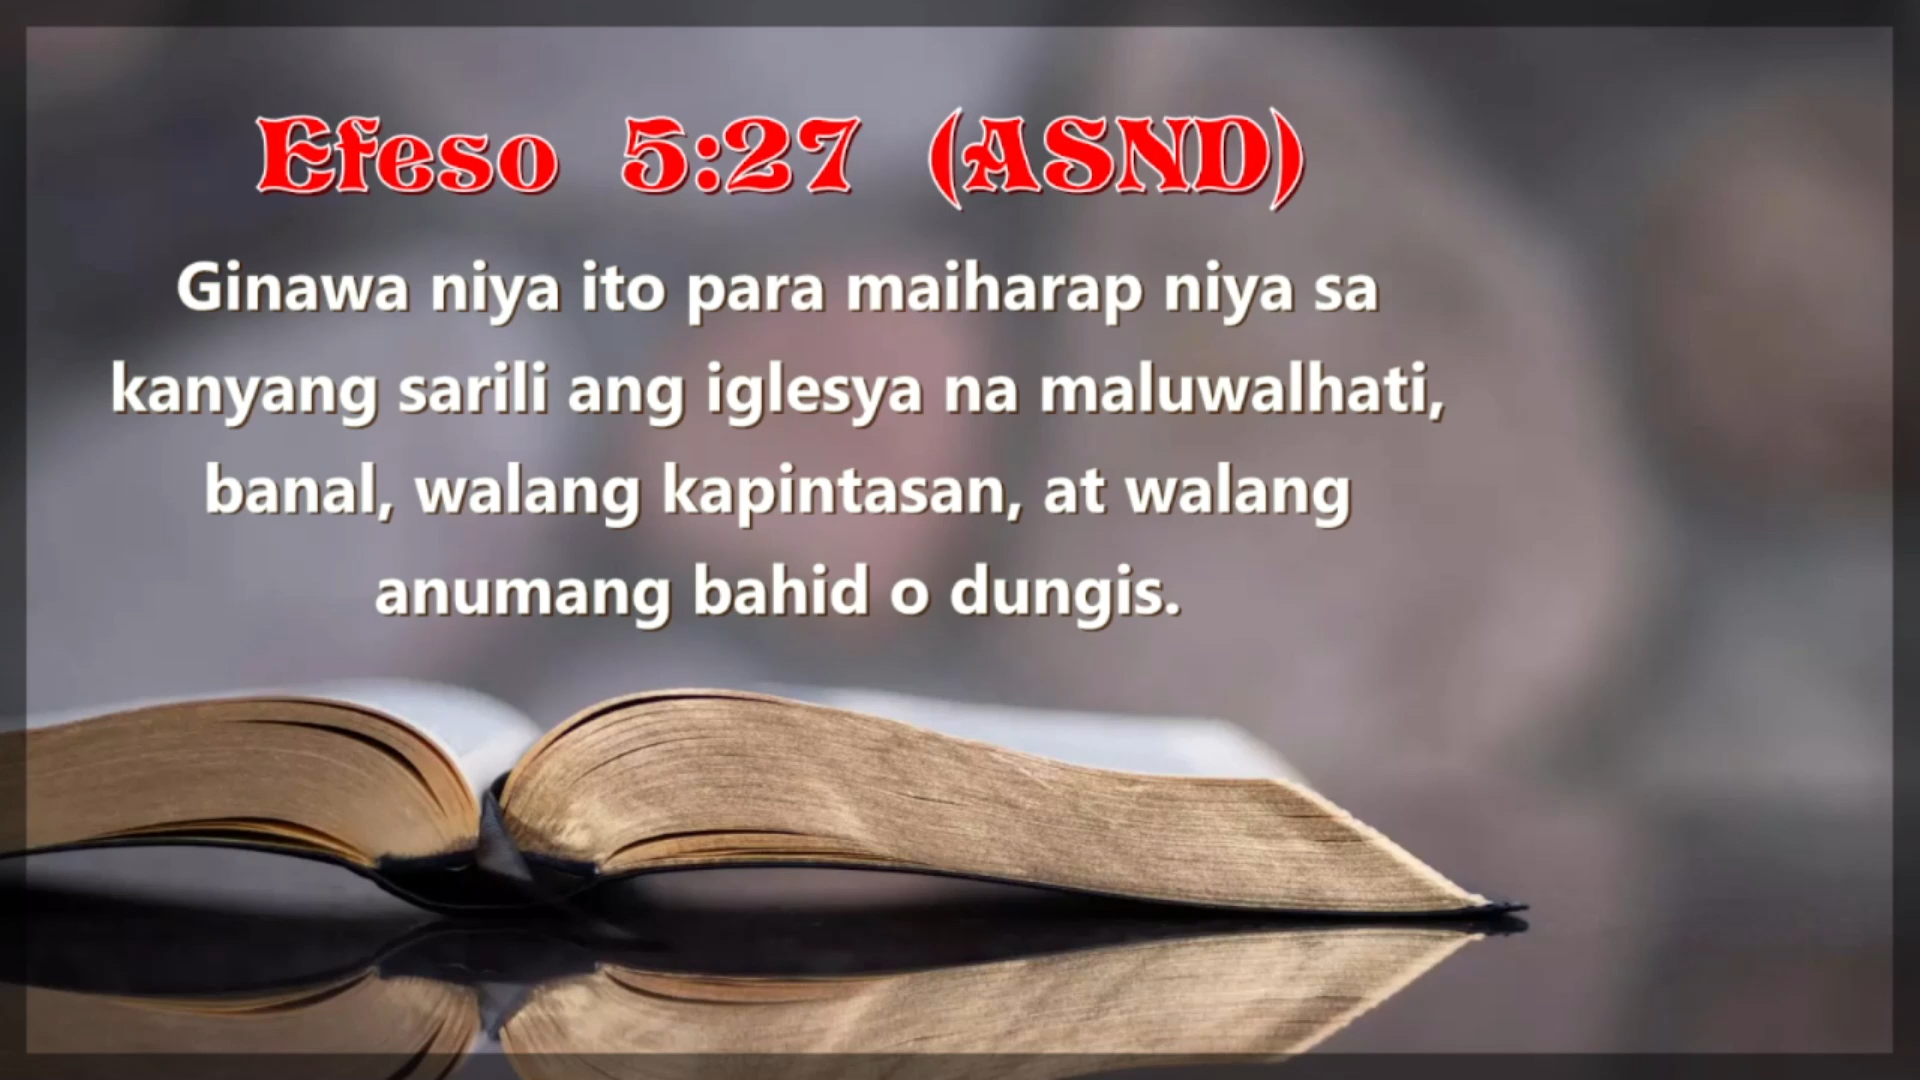 Efeso 5:27 (ASND)
Ginawa niya ito para maiharap niya sa
kanyang sarili ang iglesya na maluwalhati,
banal, walang kapintasan, at walang
anumang bahid o dungis.